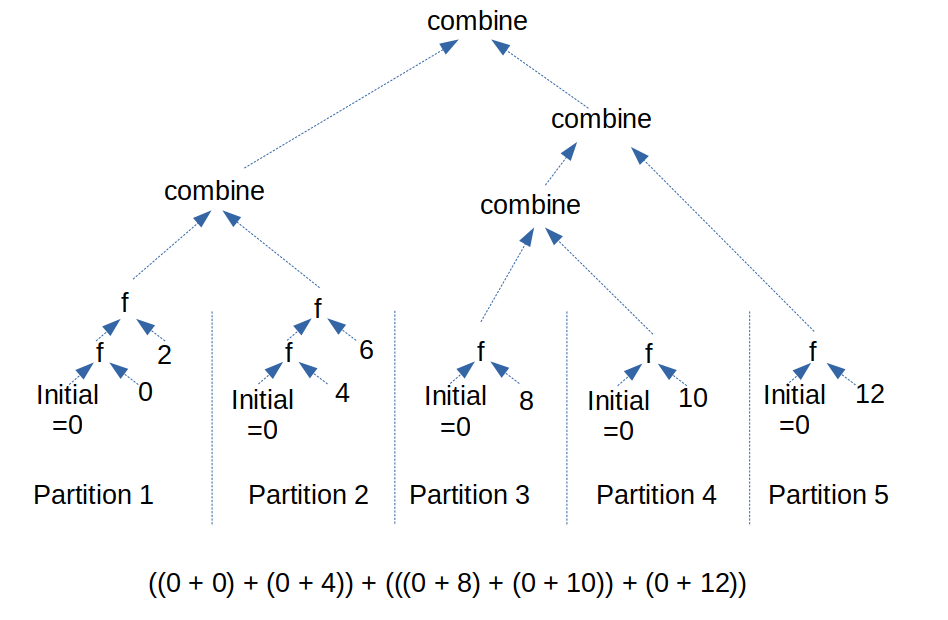 combine
combine
combine
combine
f
f
f
2
f
6
f
f
f
Initial
=0
0
Initial
=0
4
Initial
=0
8
Initial
=0
10
Initial
=0
12
Partition 1
Partition 2
Partition 3
Partition 4
Partition 5
((0 + 0) + (0 + 4)) + (((0 + 8) + (0 + 10)) + (0 + 12))